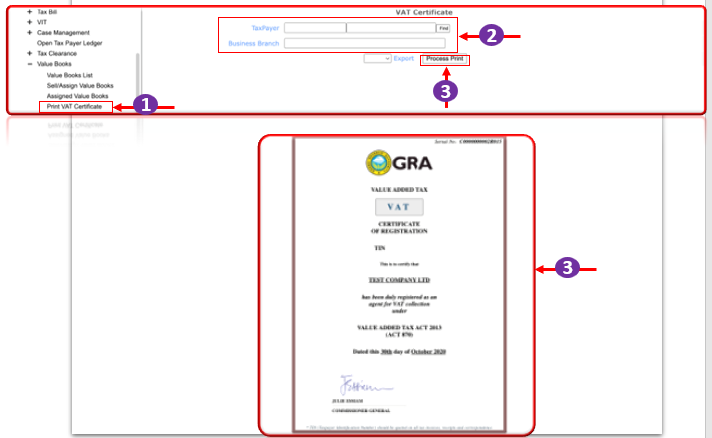 + Tax Bill
+ VIT
+ Case Management
Open Tax Payer Ledger
+ Tax Clearance
− Value Books
Value Books List
Sell/Assign Value Books
Assigned Value Books
Print VAT Certificate
1
VAT Certificate
TaxPayer
Find
Business Branch
2
Export
Process Print
3
Serial No.
GRA
VALUE ADDED TAX
VAT
CERTIFICATE
OF REGISTRATION
TIN
This is to certify that
TEST COMPANY LTD
has been duly registered as an
agent for VAT collection
under
VALUE ADDED TAX ACT 2013
(ACT 870)
Dated this 30th day of October 2020
JULIE ESSIAM
COMMISSIONER GENERAL
3